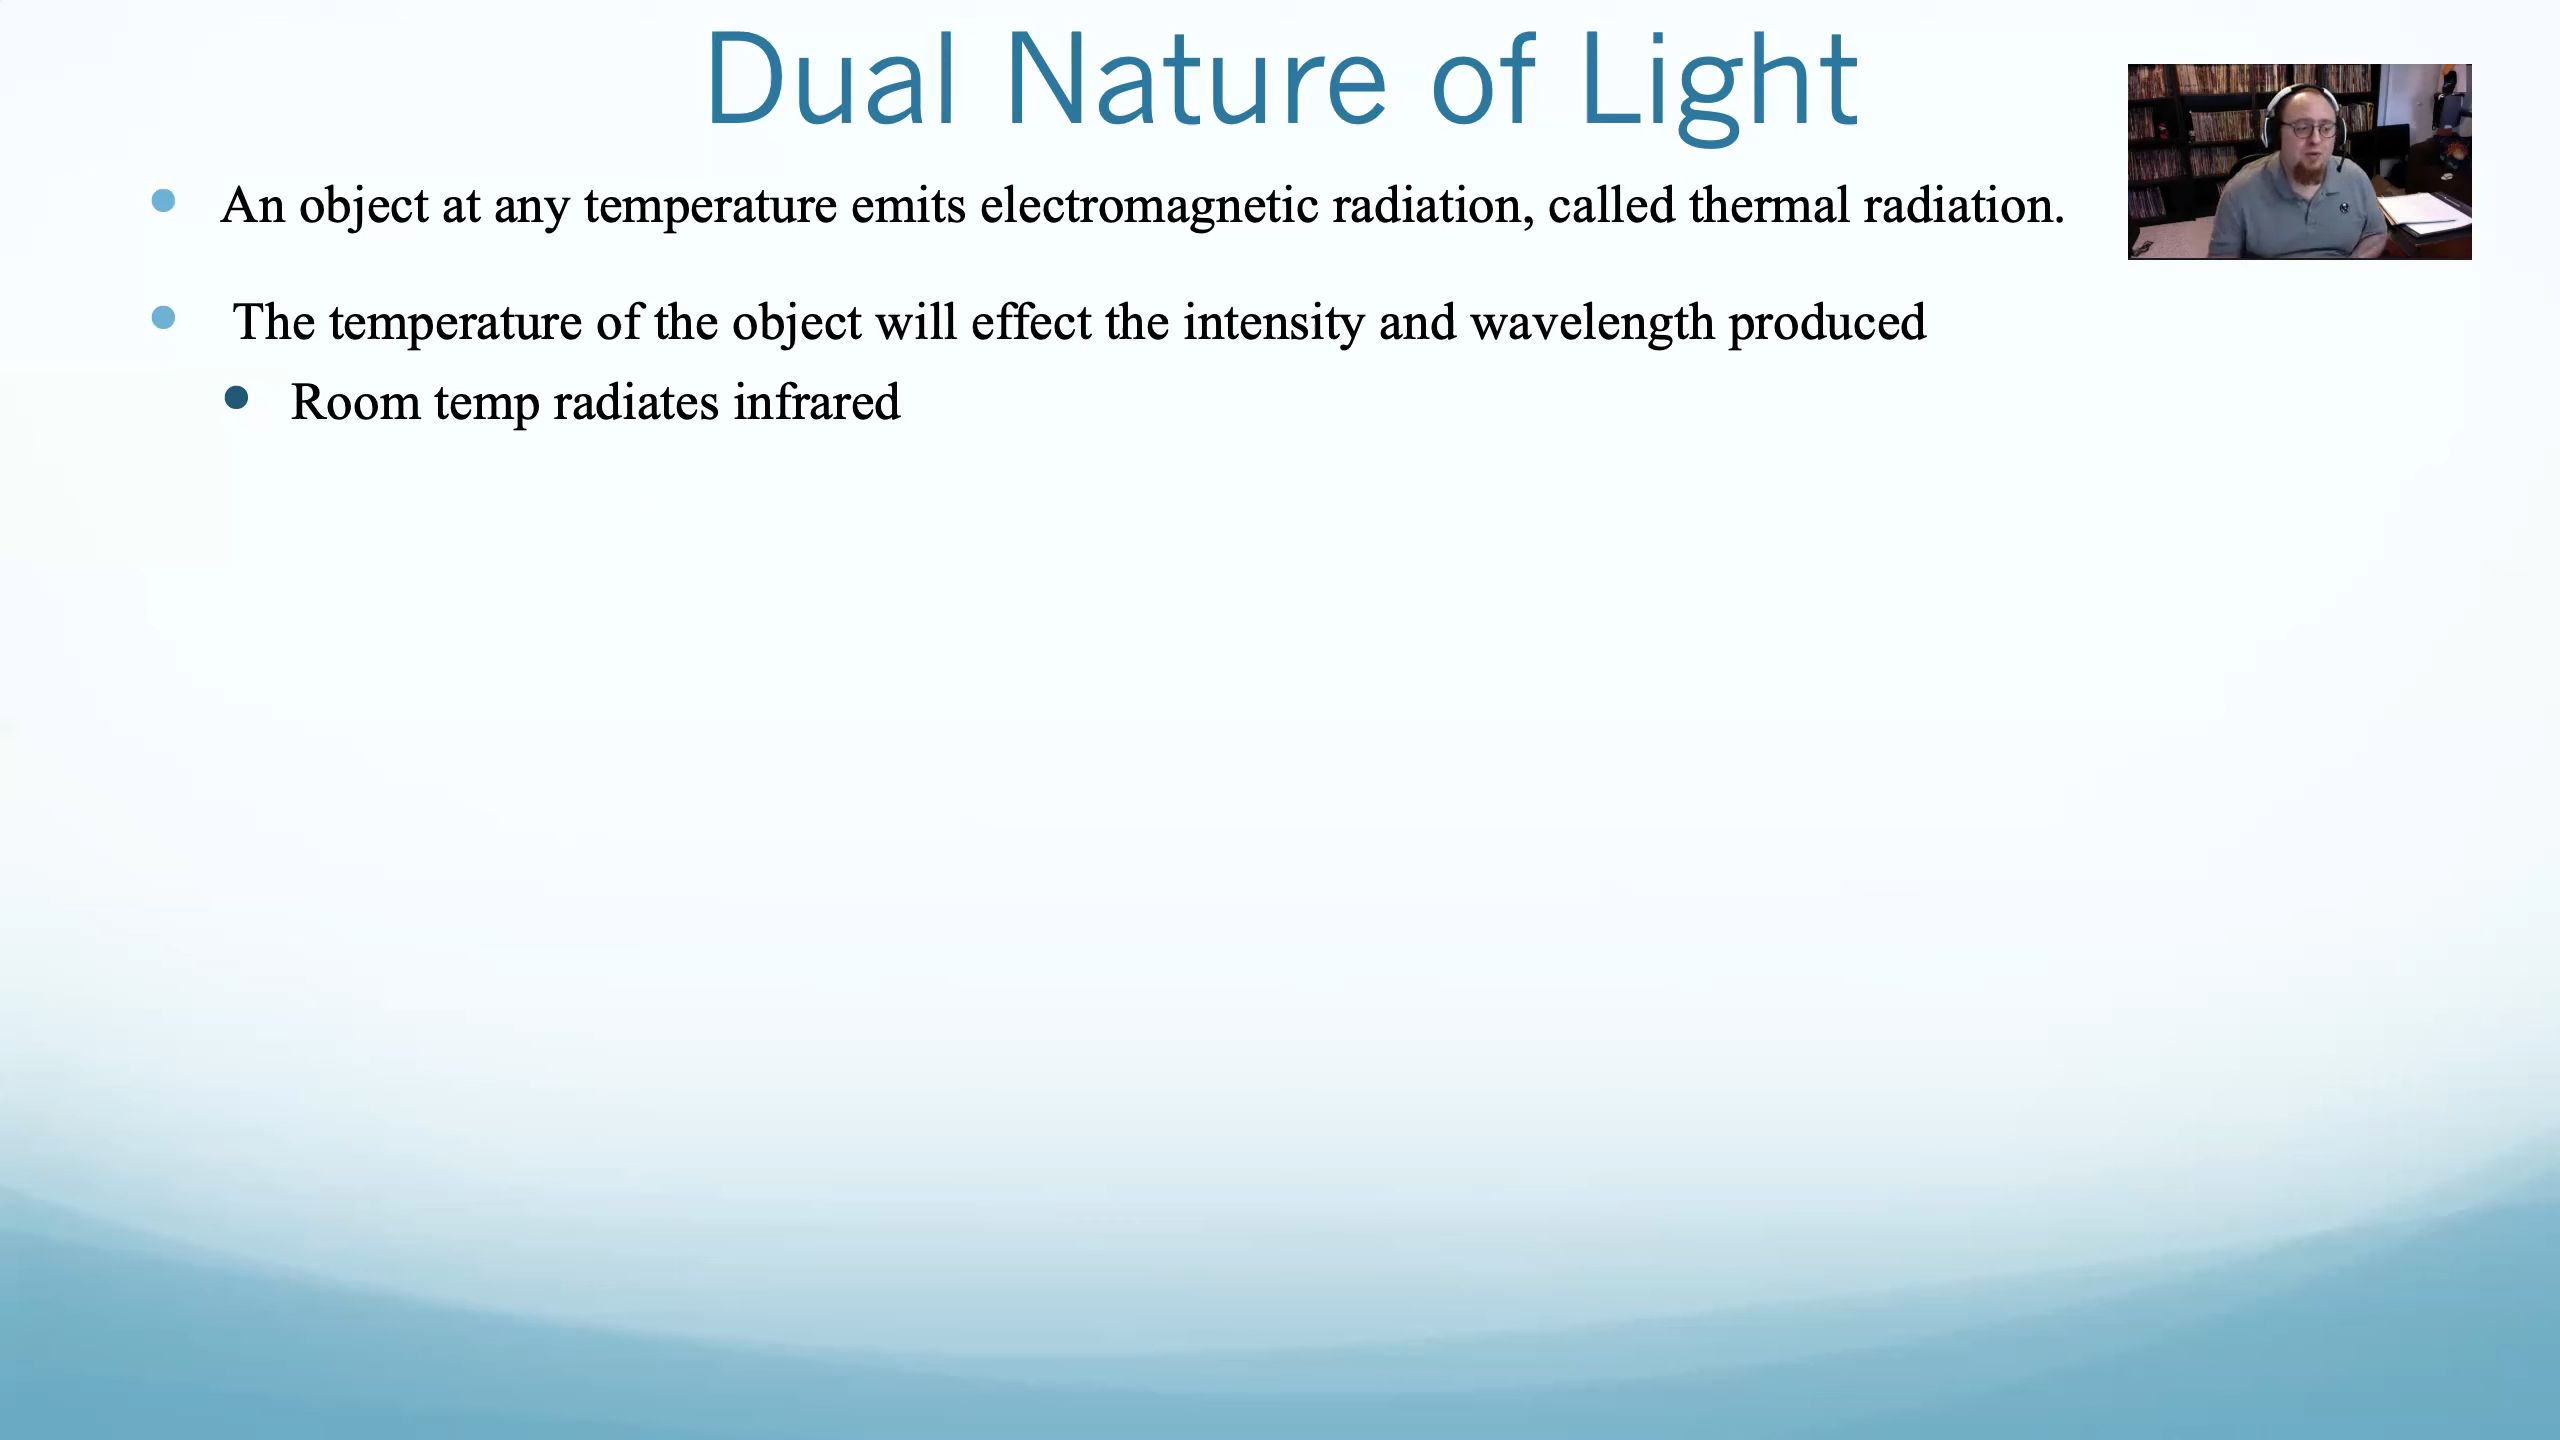 Dual Nature of Light
An object at any temperature emits electromagnetic radiation, called thermal radiation.
The temperature of the object will effect the intensity and wavelength produced
Room temp radiates infrared